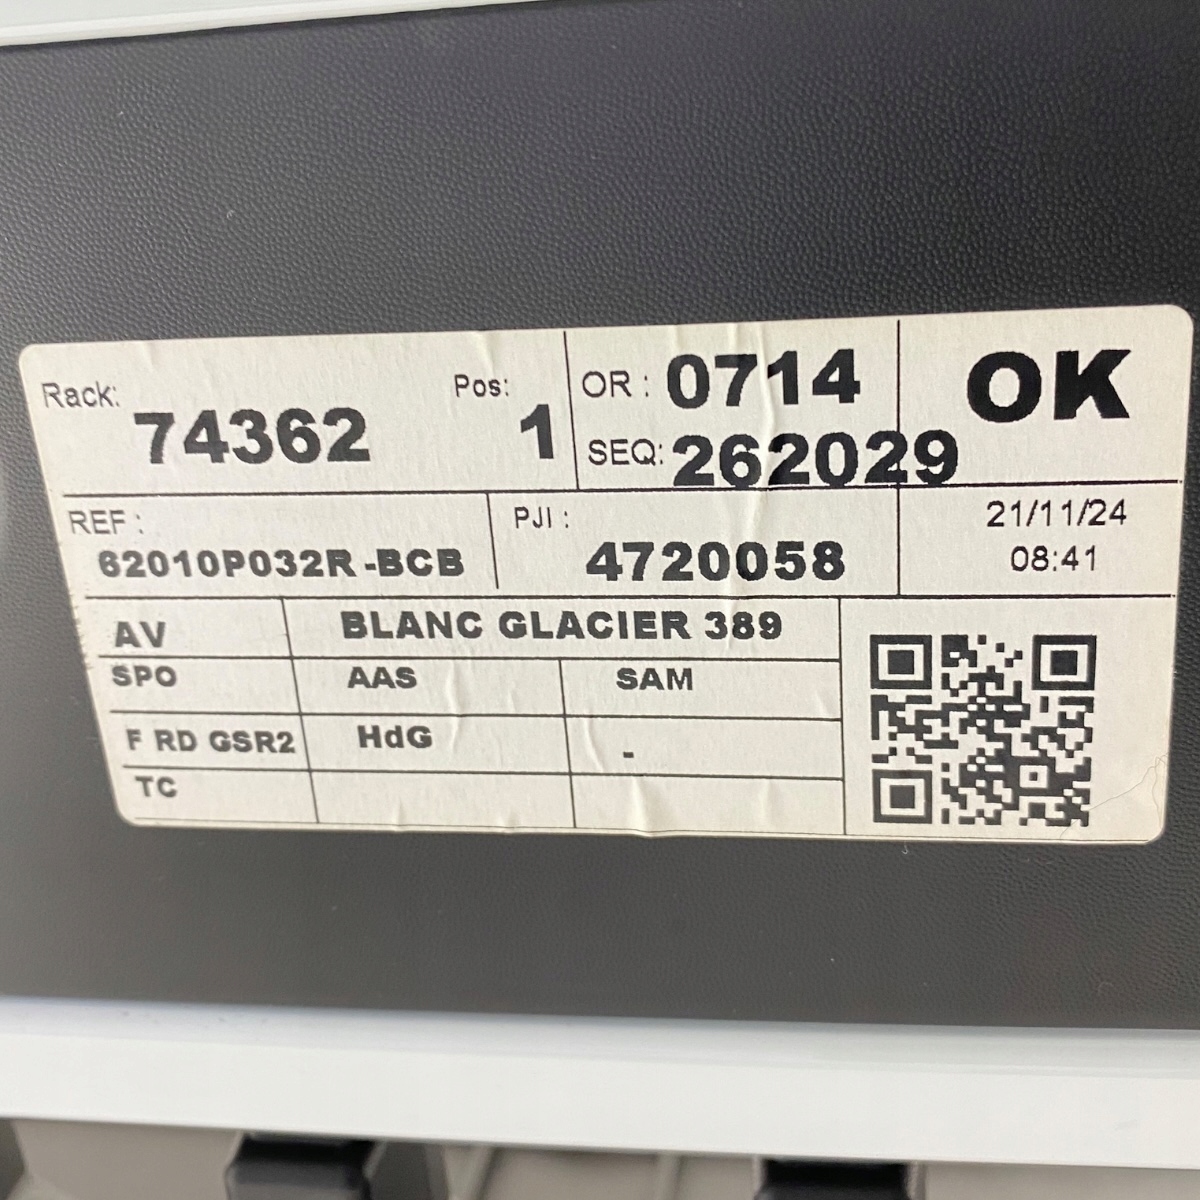 Rack: 74362 Pos: 1
OR : 0714
SEQ: 262029
OK
REF : 62010P032R -BCB
PJI : 4720058
21/11/24
08:41
AV BLANC GLACIER 389
SPO AAS SAM
F RD GSR2 HdG -
TC